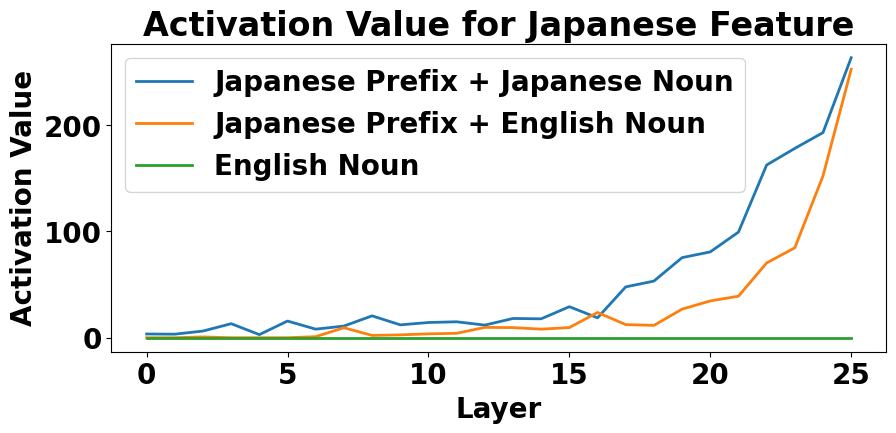 Activation Value for Japanese Feature
Japanese Prefix + Japanese Noun
Japanese Prefix + English Noun
English Noun
Activation Value
200
100
0
0 5 10 15 20 25
Layer